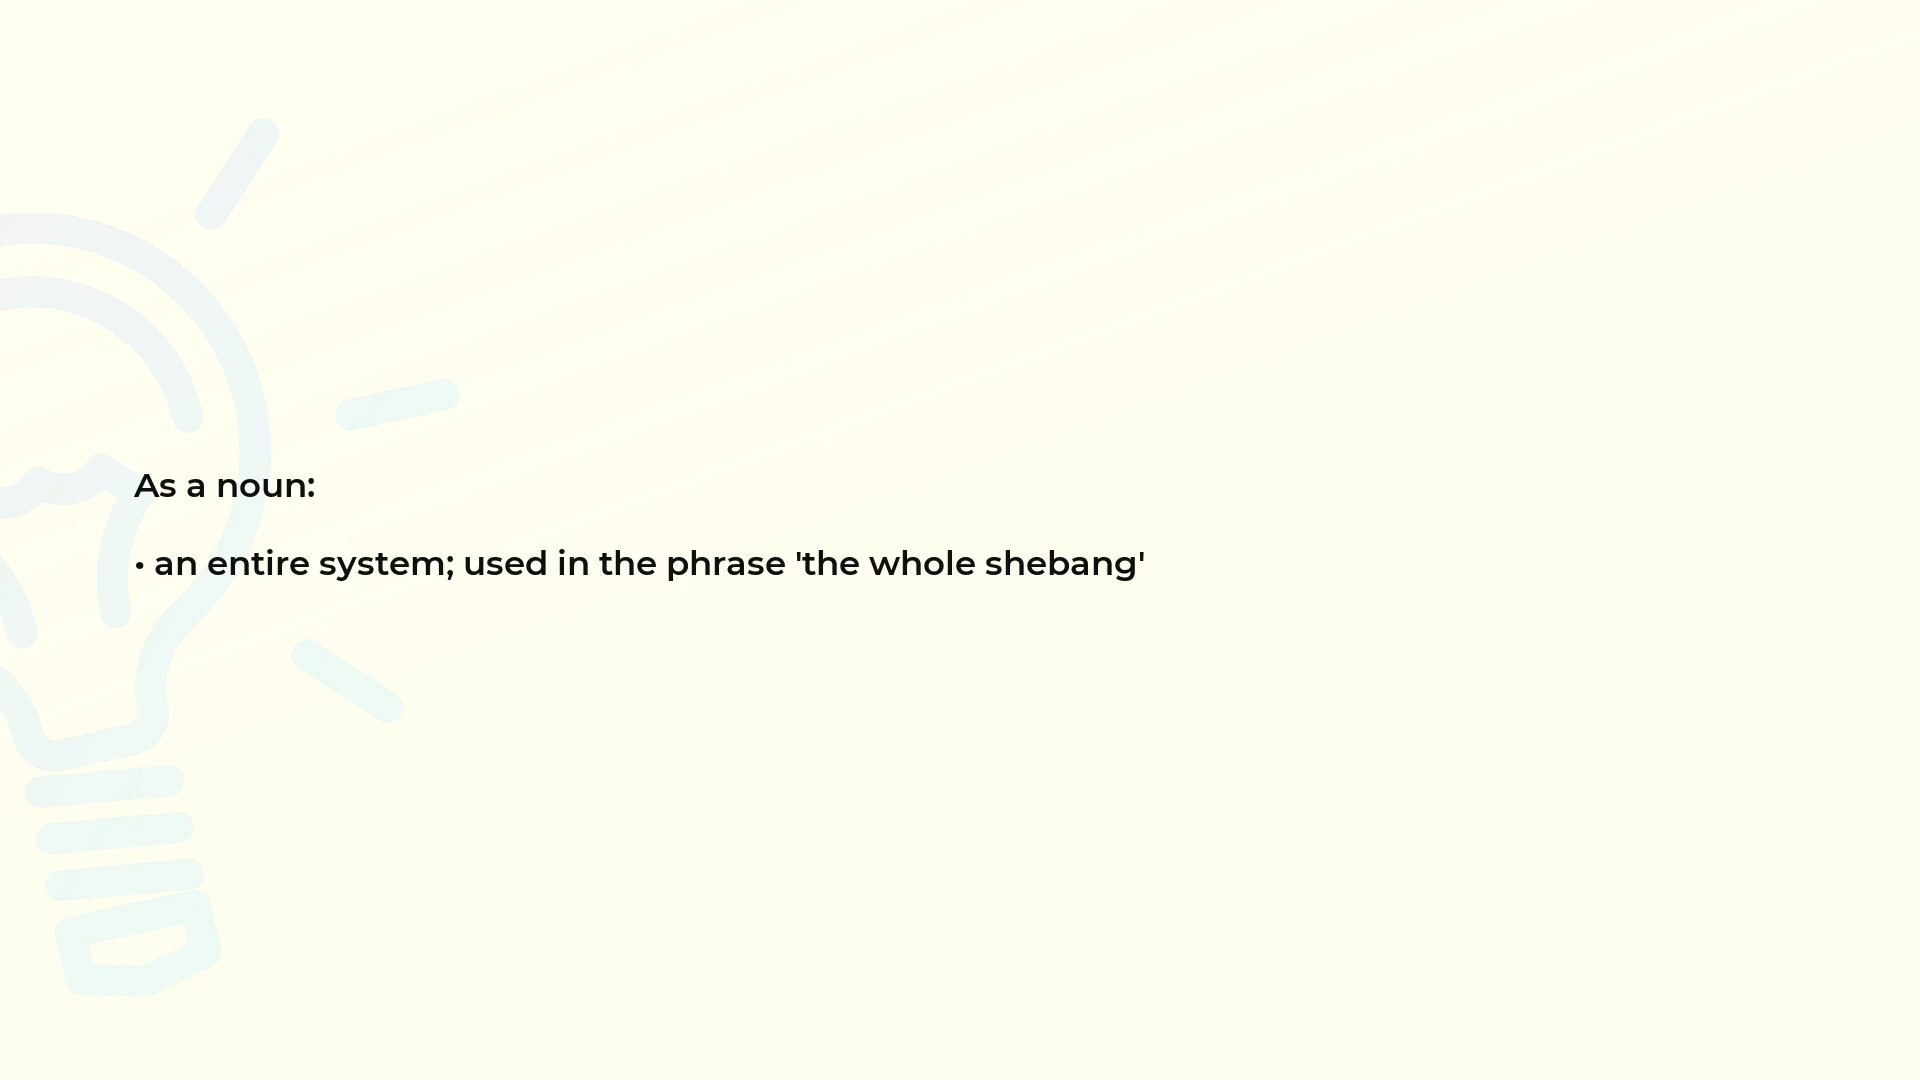 As a noun:
• an entire system; used in the phrase 'the whole shebang'